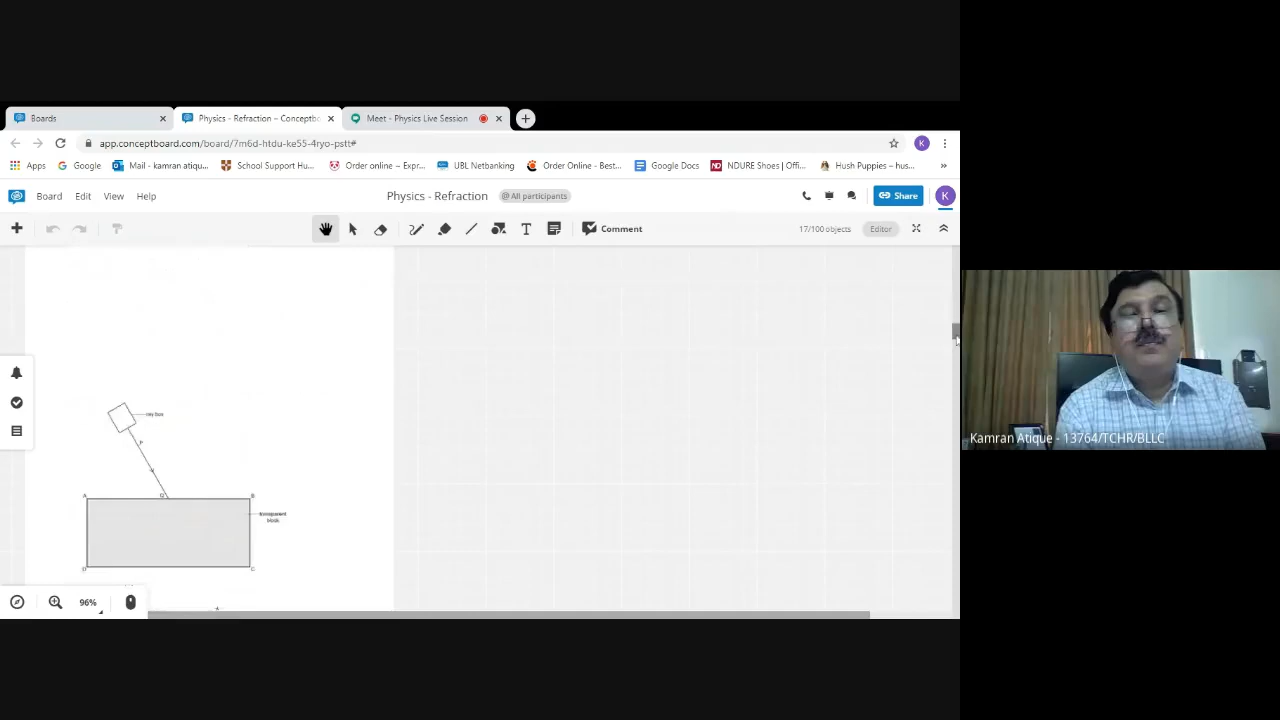 Boards
Physics - Refraction – Conceptbo
Meet - Physics Live Session
app.conceptboard.com/board/7m6d-htdu-ke55-4ryo-pstt#
K
Apps
Google
Mail - kamran atiqu...
School Support Hu...
Order online – Expr...
UBL Netbanking
Order Online - Best...
Google Docs
NDURE Shoes | Offi...
Hush Puppies – hus...
»
Board
Edit
View
Help
Physics - Refraction
@ All participants
Share
K
T
Comment
17/100 objects
Editor
ray box
P
A
Q
B
transparent
block
D
C
96%
Kamran Atique - 13764/TCHR/BLLC